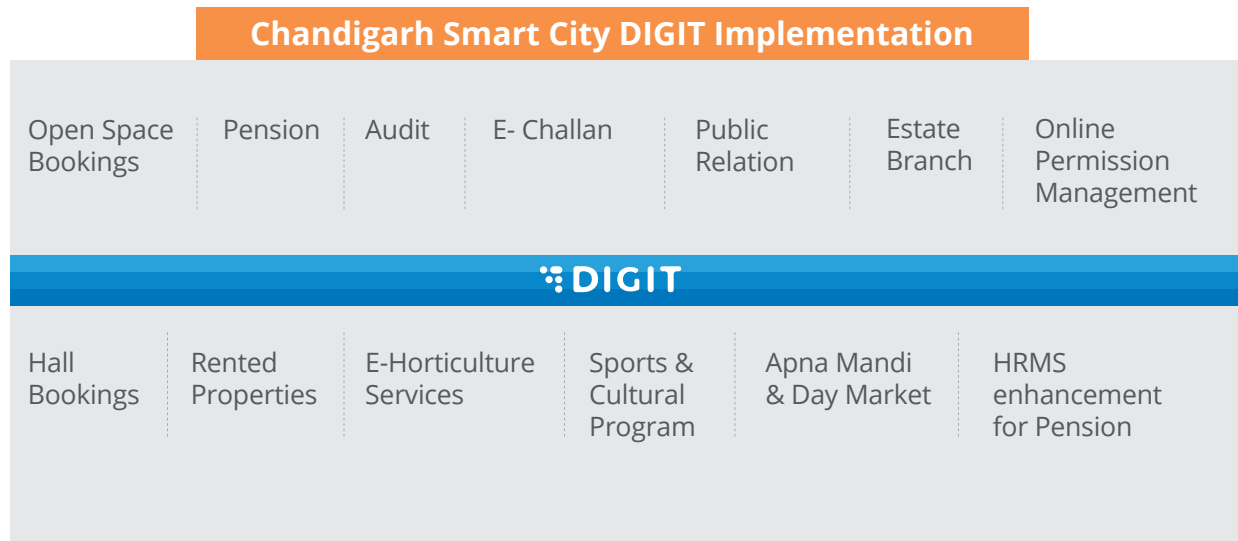 Chandigarh Smart City DIGIT Implementation
Open Space
Bookings
Pension
Audit
E- Challan
Public
Relation
Estate
Branch
Online
Permission
Management
DIGIT
Hall
Bookings
Rented
Properties
E-Horticulture
Services
Sports &
Cultural
Program
Apna Mandi
& Day Market
HRMS
enhancement
for Pension